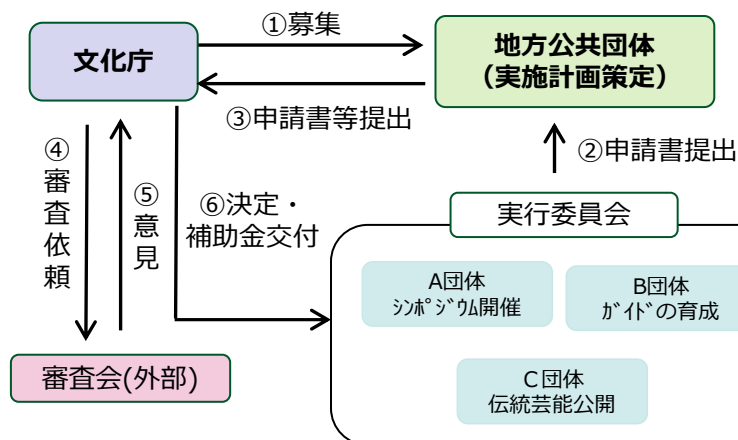 ①募集
文化庁
地方公共団体
（実施計画策定）
③申請書等提出
②申請書提出
④審査依頼
⑤意見
⑥決定・
補助金交付
実行委員会
A団体
ｼﾝﾎﾟｼﾞｳﾑ開催
B団体
ｶﾞｲﾄﾞの育成
C団体
伝統芸能公開
審査会(外部)